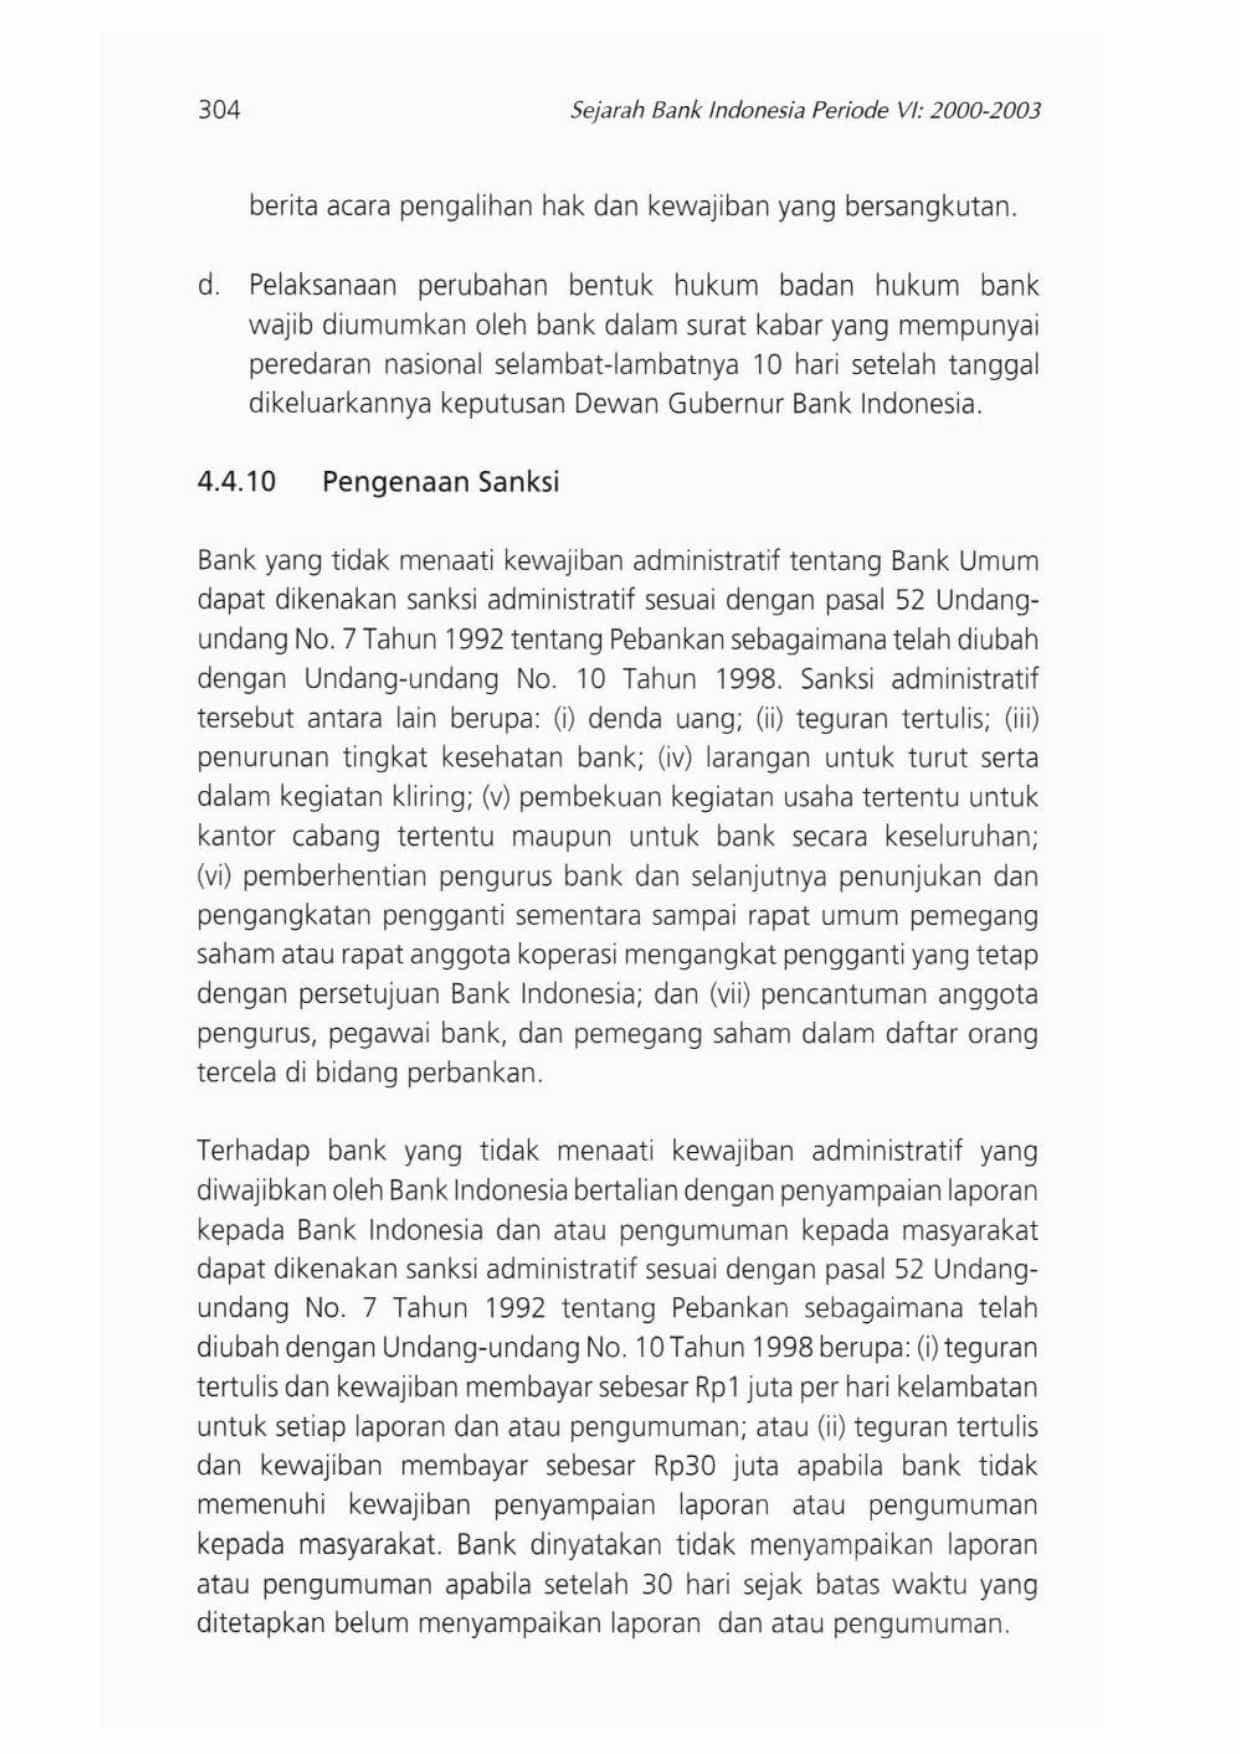 304
Sejarah Bank Indonesia Periode VI: 2000-2003
berita acara pengalihan hak dan kewajiban yang bersangkutan.
d. Pelaksanaan perubahan bentuk hukum badan hukum bank
wajib diumumkan oleh bank dalam surat kabar yang mempunyai
peredaran nasional selambat-lambatnya 10 hari setelah tanggal
dikeluarkannya keputusan Dewan Gubernur Bank Indonesia.
4.4.10 Pengenaan Sanksi
Bank yang tidak menaati kewajiban administratif tentang Bank Umum
dapat dikenakan sanksi administratif sesuai dengan pasal 52 Undang-
undang No. 7 Tahun 1992 tentang Pebankan sebagaimana telah diubah
dengan Undang-undang No. 10 Tahun 1998. Sanksi administratif
tersebut antara lain berupa: (i) denda uang; (ii) teguran tertulis; (iii)
penurunan tingkat kesehatan bank; (iv) larangan untuk turut serta
dalam kegiatan kliring; (v) pembekuan kegiatan usaha tertentu untuk
kantor cabang tertentu maupun untuk bank secara keseluruhan;
(vi) pemberhentian pengurus bank dan selanjutnya penunjukan dan
pengangkatan pengganti sementara sampai rapat umum pemegang
saham atau rapat anggota koperasi mengangkat pengganti yang tetap
dengan persetujuan Bank Indonesia; dan (vii) pencantuman anggota
pengurus, pegawai bank, dan pemegang saham dalam daftar orang
tercela di bidang perbankan.
Terhadap bank yang tidak menaati kewajiban administratif yang
diwajibkan oleh Bank Indonesia bertalian dengan penyampaian laporan
kepada Bank Indonesia dan atau pengumuman kepada masyarakat
dapat dikenakan sanksi administratif sesuai dengan pasal 52 Undang-
undang No. 7 Tahun 1992 tentang Pebankan sebagaimana telah
diubah dengan Undang-undang No. 10 Tahun 1998 berupa: (i) teguran
tertulis dan kewajiban membayar sebesar Rp1 juta per hari kelambatan
untuk setiap laporan dan atau pengumuman; atau (ii) teguran tertulis
dan kewajiban membayar sebesar Rp30 juta apabila bank tidak
memenuhi kewajiban penyampaian laporan atau pengumuman
kepada masyarakat. Bank dinyatakan tidak menyampaikan laporan
atau pengumuman apabila setelah 30 hari sejak batas waktu yang
ditetapkan belum menyampaikan laporan dan atau pengumuman.